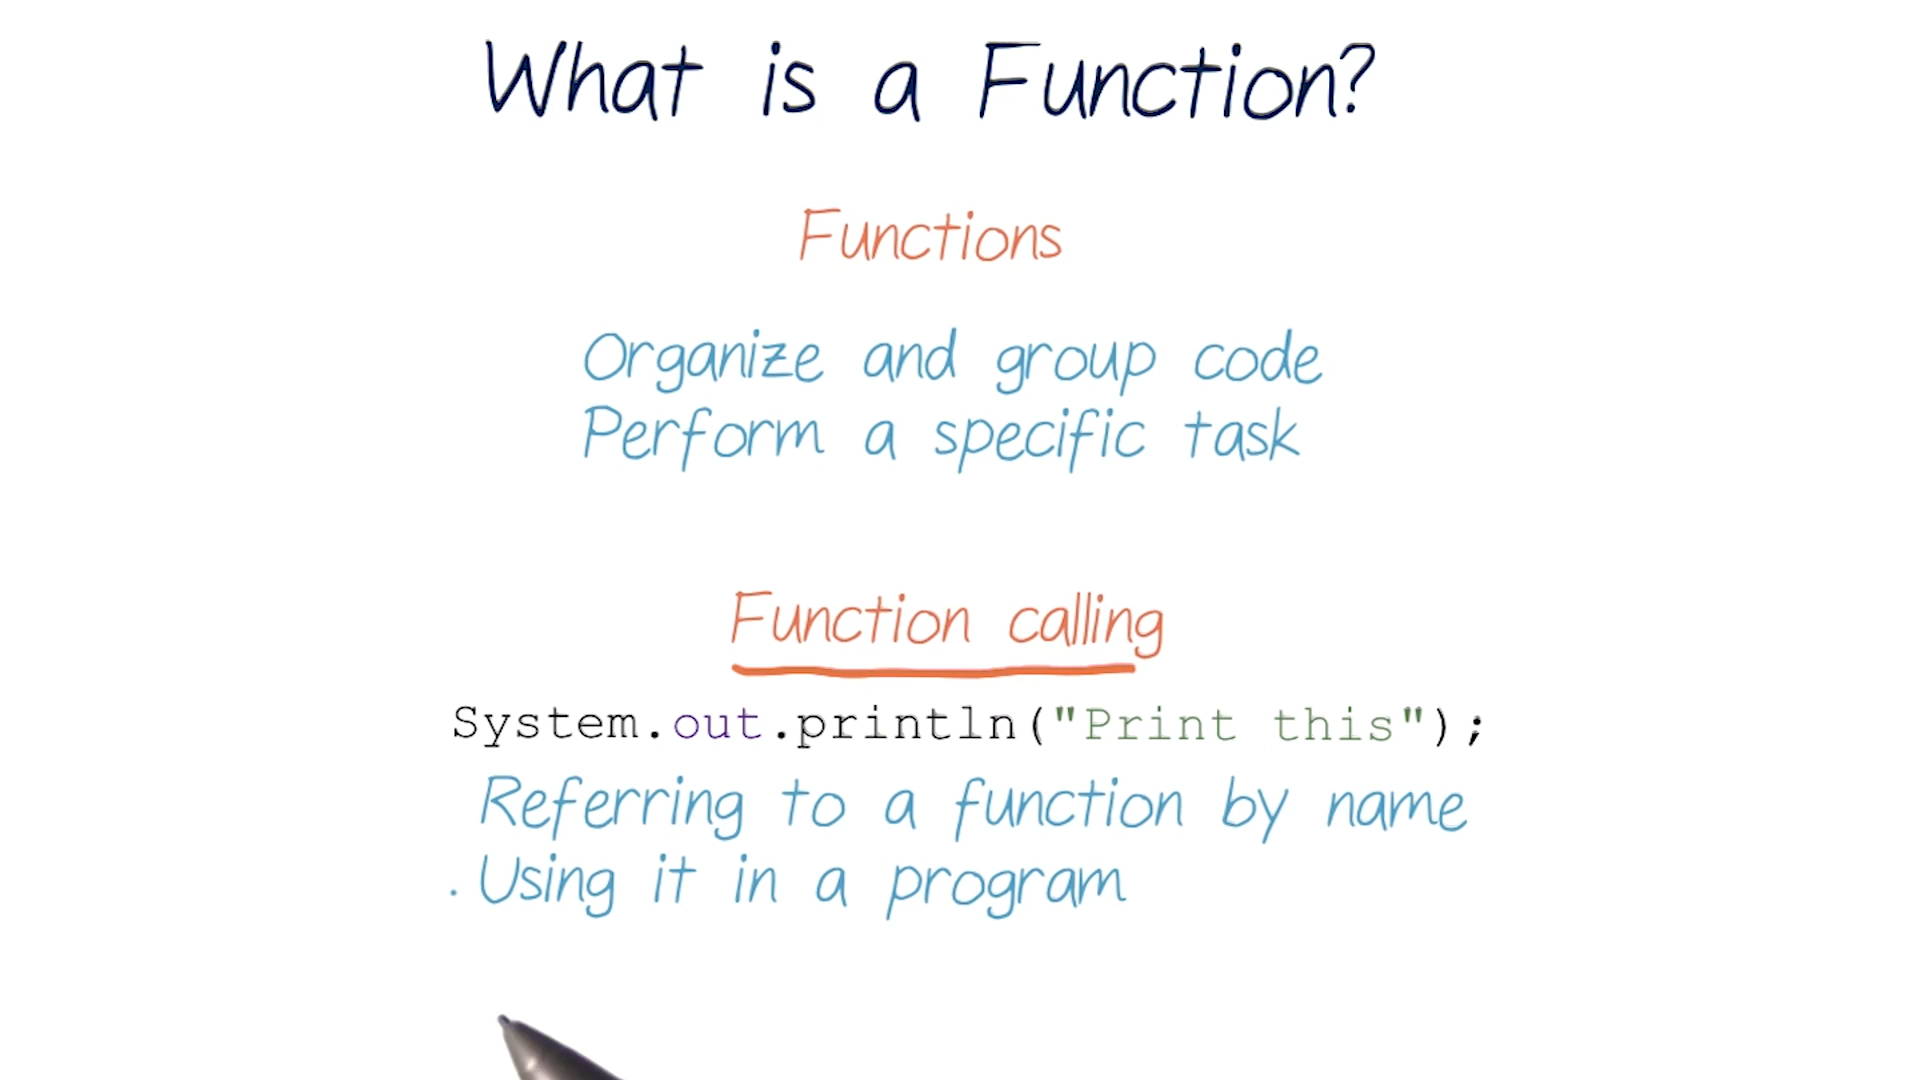 What is a Function?
Functions
Organize and group code
Perform a specific task
Function calling
System.out.println("Print this");
Referring to a function by name
. Using it in a program